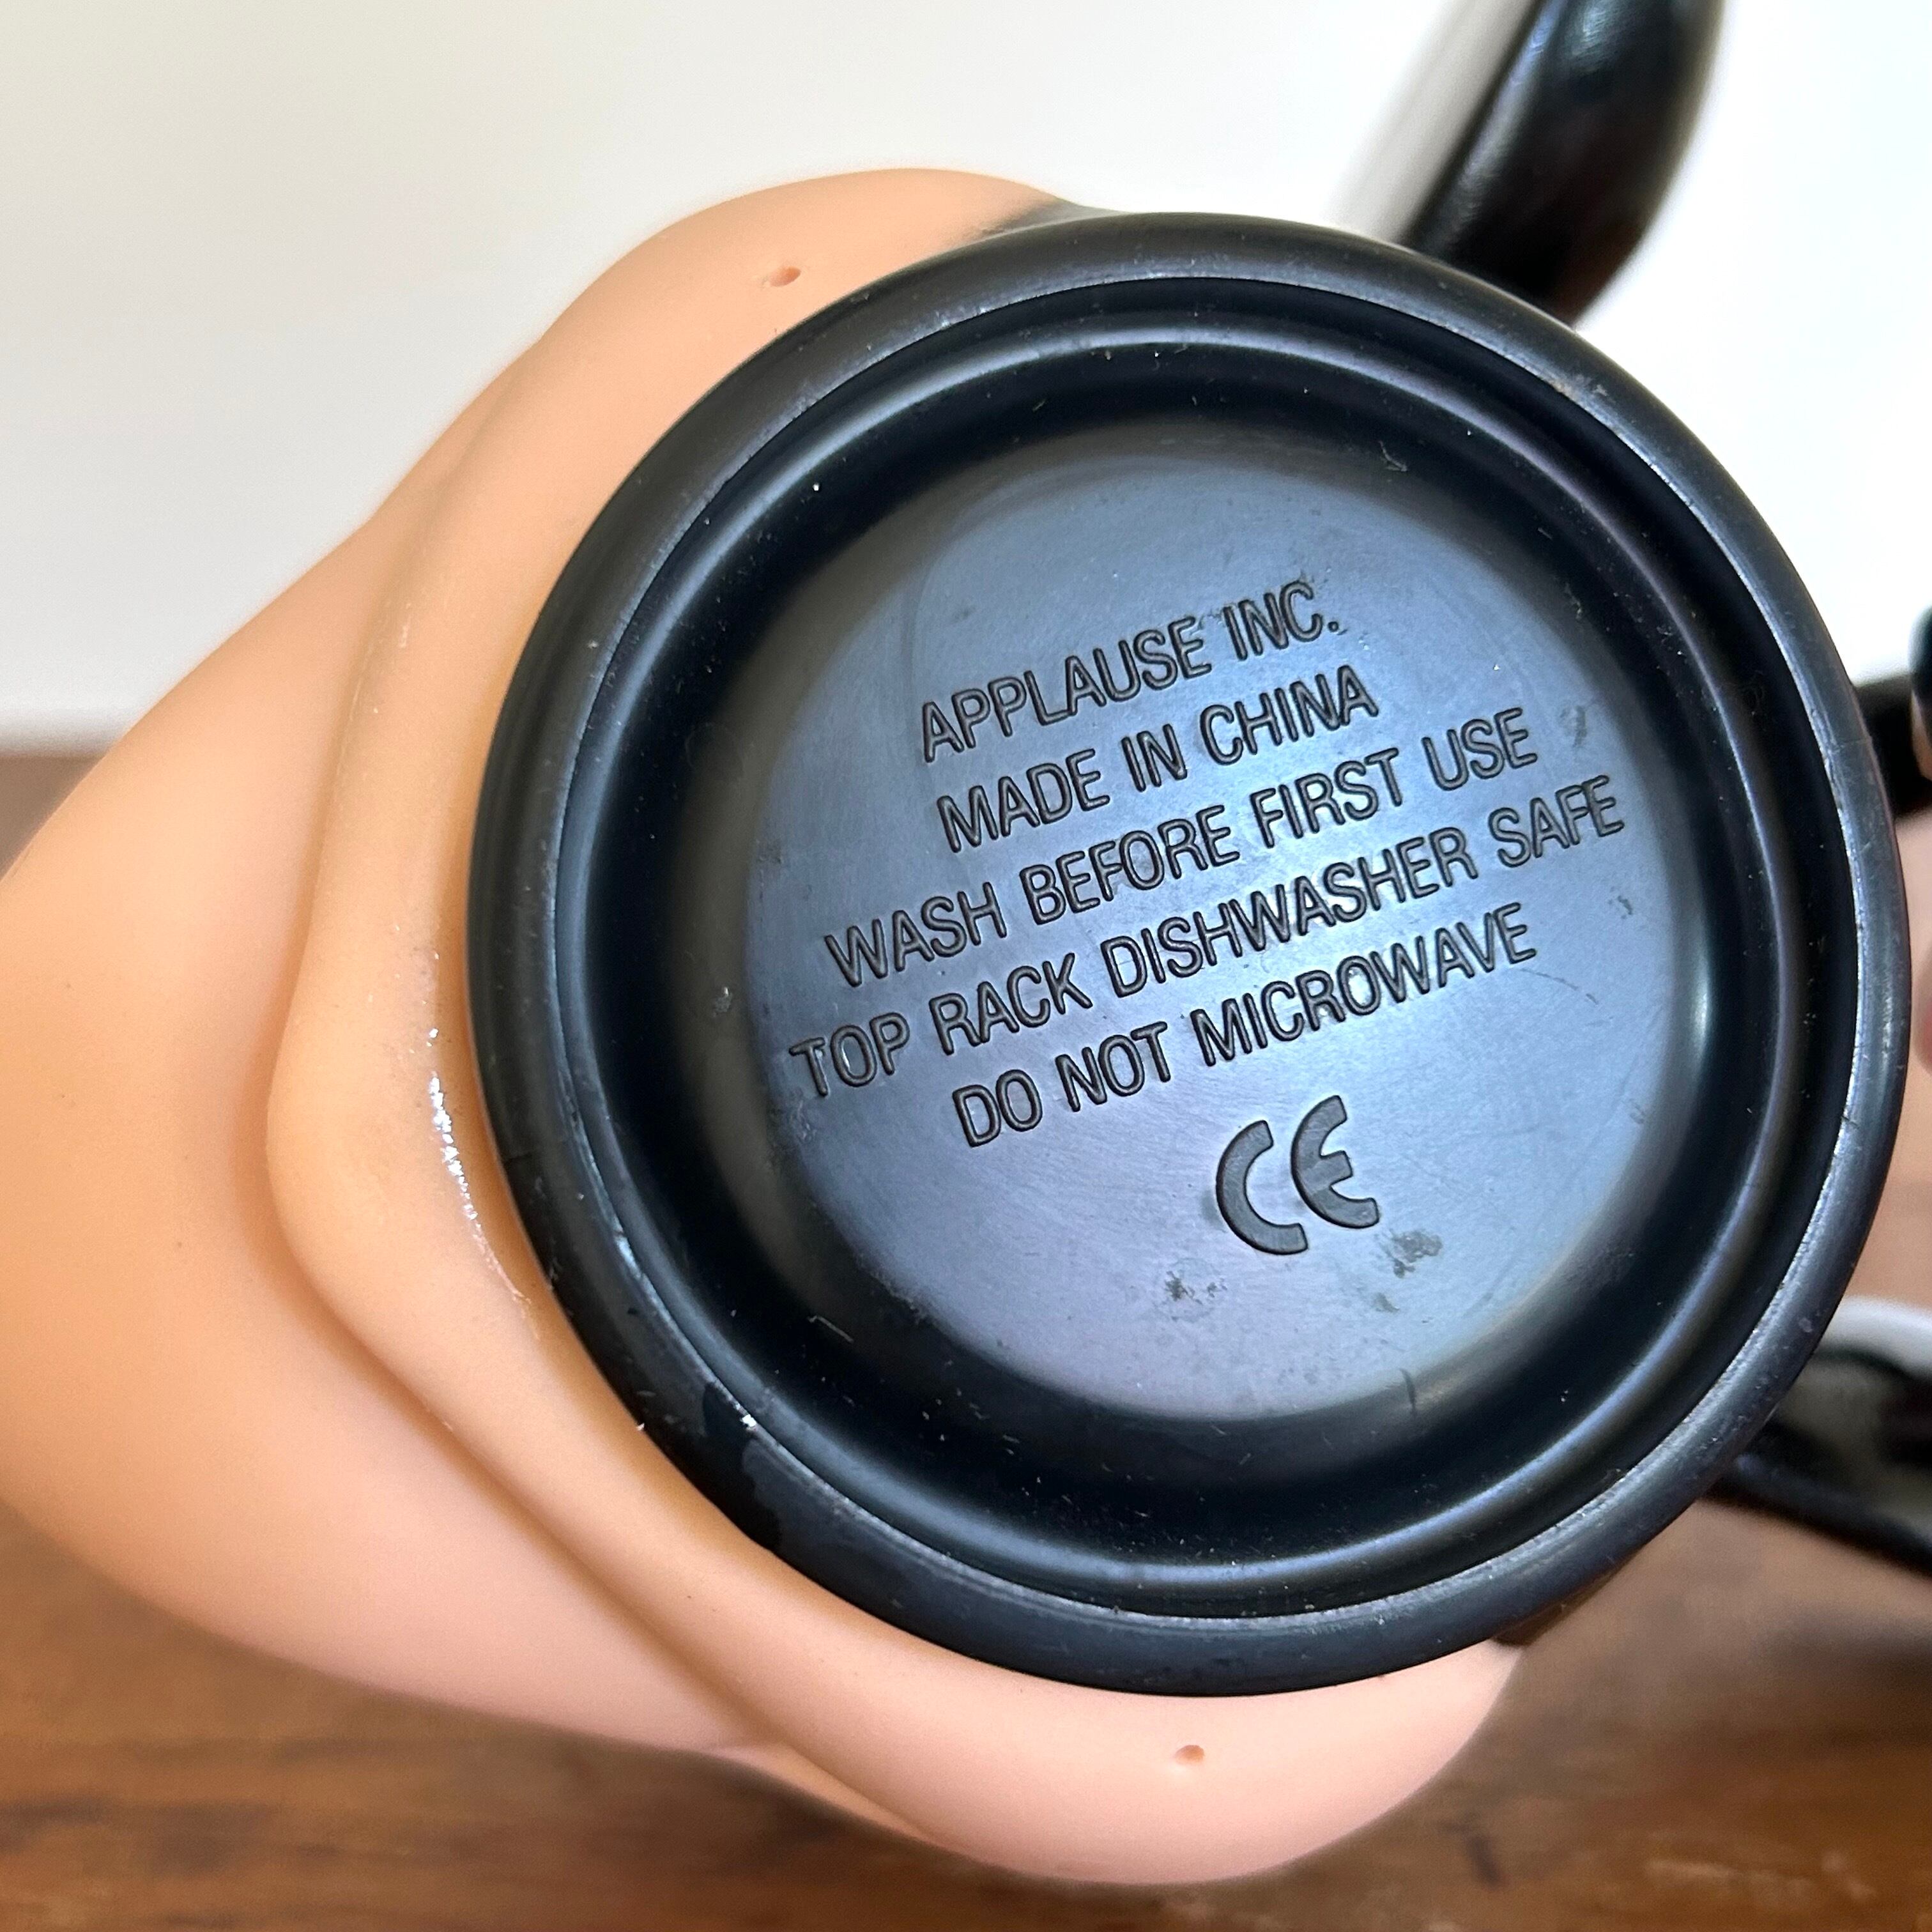 APPLAUSE INC.
MADE IN CHINA
WASH BEFORE FIRST USE
TOP RACK DISHWASHER SAFE
DO NOT MICROWAVE
CE